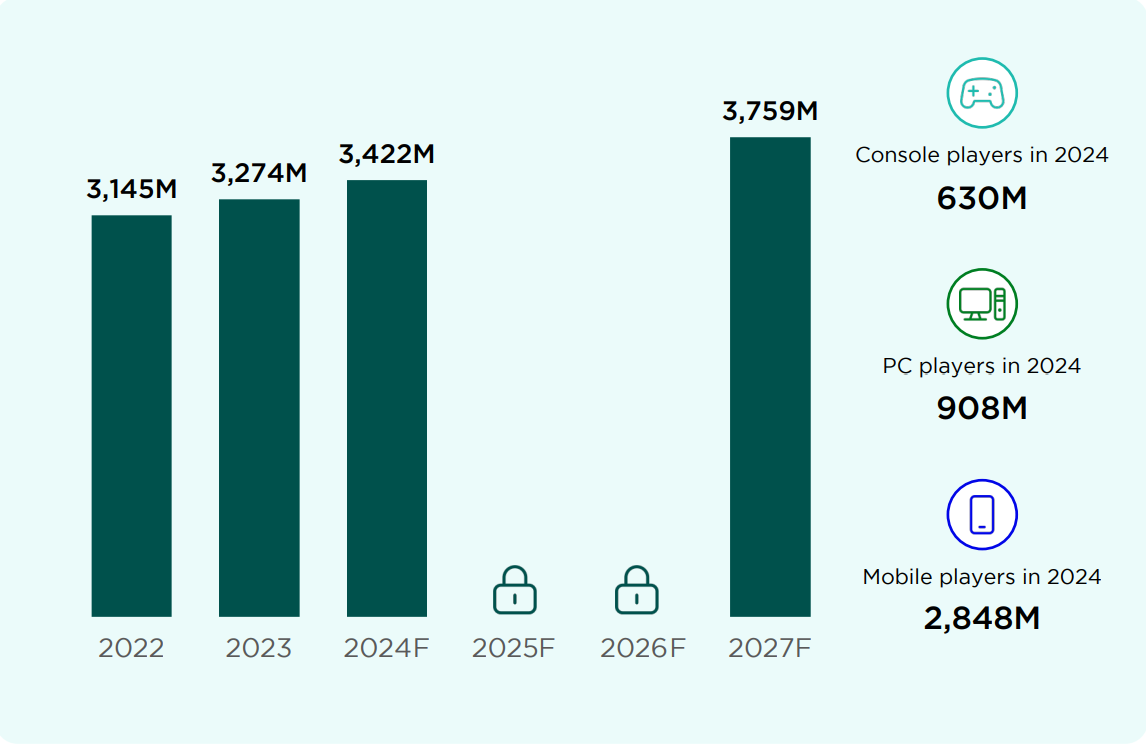 3,145M
3,274M
3,422M
3,759M
2022
2023
2024F
2025F
2026F
2027F
Console players in 2024
630M
PC players in 2024
908M
Mobile players in 2024
2,848M